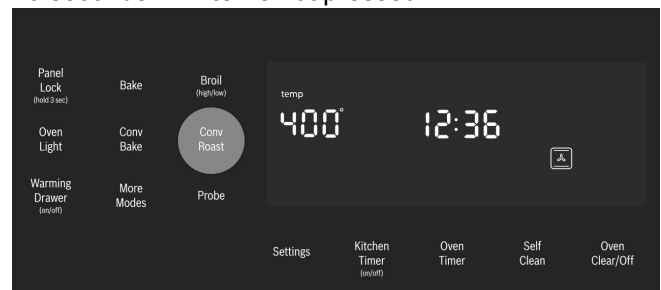 Panel
Lock
(hold 3 sec)
Bake
Broil
(high/low)
temp
400°
12:36
Oven
Light
Conv
Bake
Conv
Roast
Warming
Drawer
(on/off)
More
Modes
Probe
Settings
Kitchen
Timer
(on/off)
Oven
Timer
Self
Clean
Oven
Clear/Off